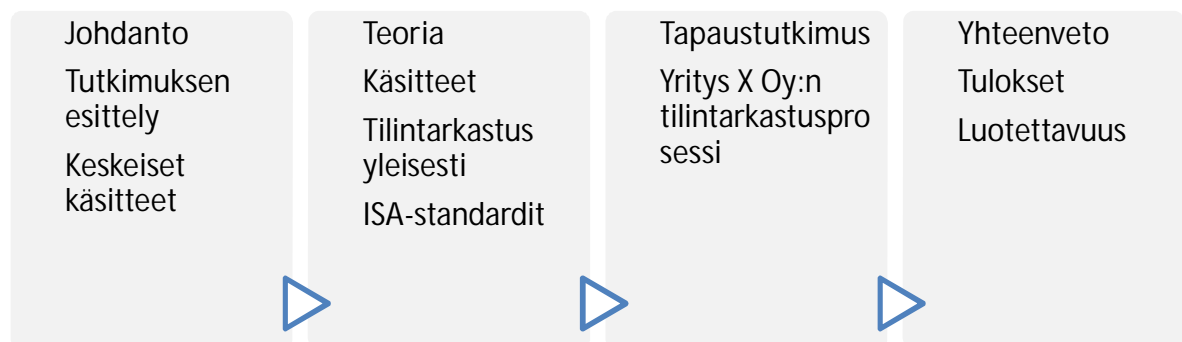 Johdanto
Tutkimuksen
esittely
Keskeiset
käsitteet
Teoria
Käsitteet
Tilintarkastus
yleisesti
ISA-standardit
Tapaustutkimus
Yritys X Oy:n
tilintarkastuspro
sessi
Yhteenveto
Tulokset
Luotettavuus